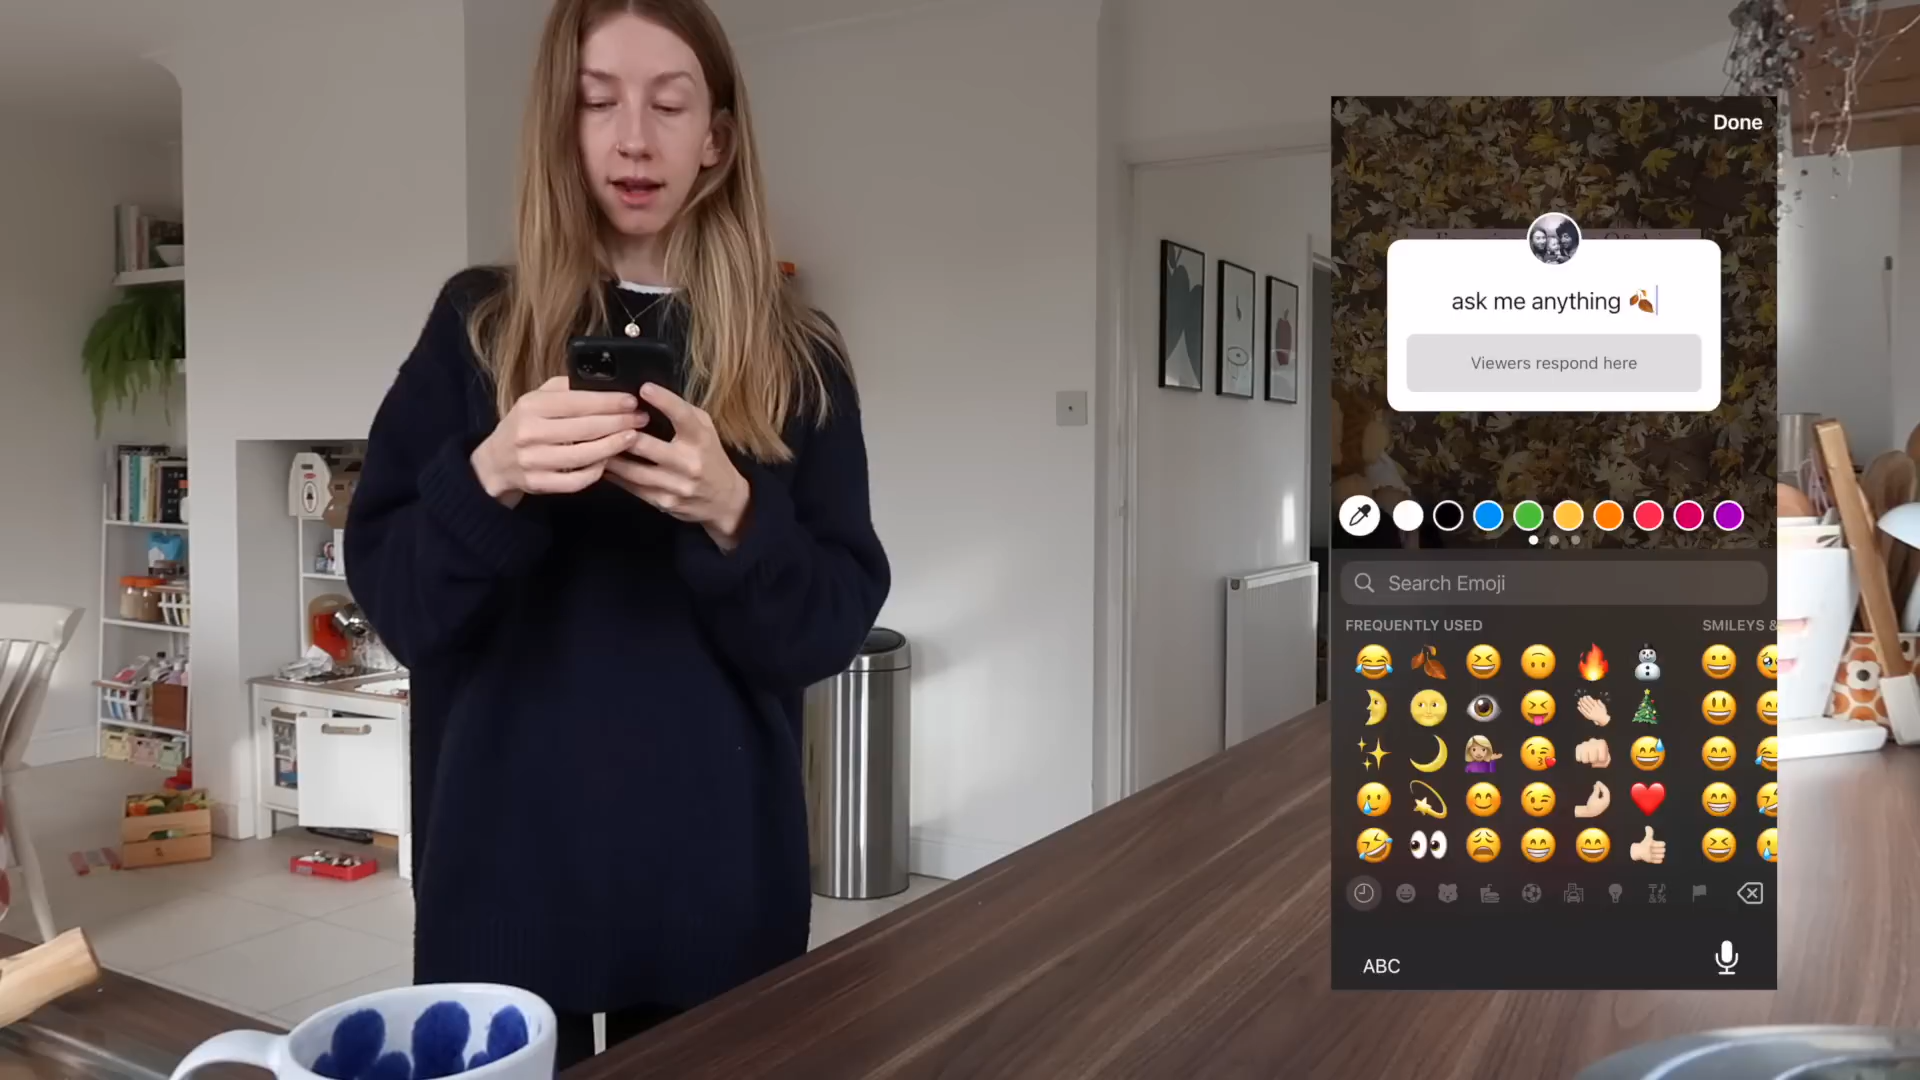 Done
ask me anything
Viewers respond here
Search Emoji
FREQUENTLY USED
SMILEYS &
ABC